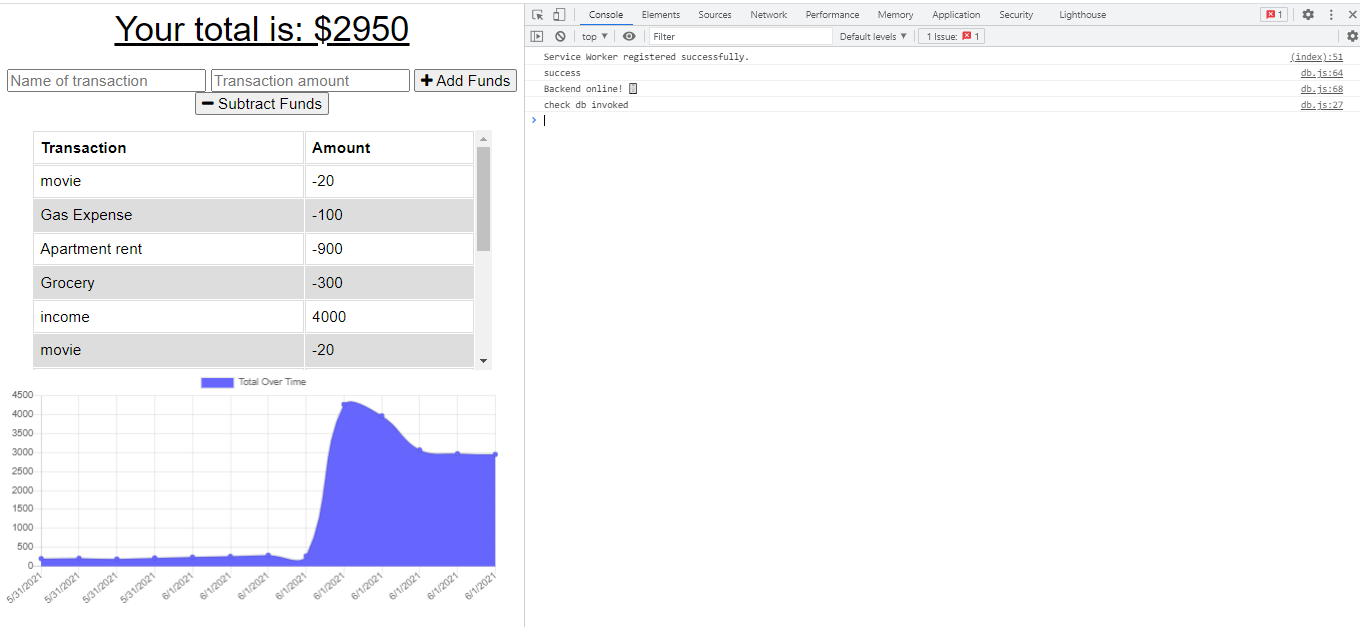 Your total is: $2950
Name of transaction Transaction amount Add Funds
Subtract Funds
Transaction Amount
movie -20
Gas Expense -100
Apartment rent -900
Grocery -300
income 4000
movie -20
Total Over Time
4500
4000
3500
3000
2500
2000
1500
1000
500
0
5/31/2021 5/31/2021 5/31/2021 5/31/2021 6/1/2021 6/1/2021 6/1/2021 6/1/2021 6/1/2021 6/1/2021 6/1/2021 6/1/2021 6/1/2021
Console Elements Sources Network Performance Memory Application Security Lighthouse 1
top Filter Default levels 1 Issue: 1
Service Worker registered successfully. (index):51
success db.js:64
Backend online! db.js:68
check db invoked db.js:27